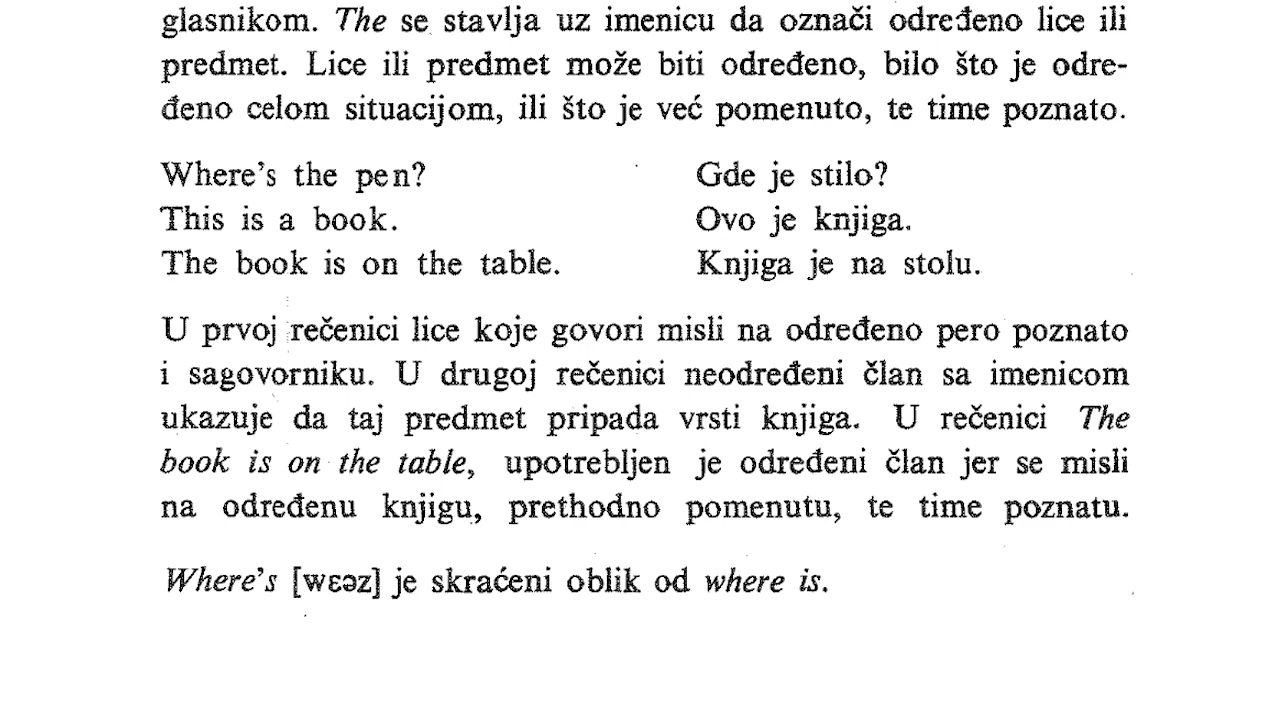 glasnikom. The se stavlja uz imenicu da označi određeno lice ili
predmet. Lice ili predmet može biti određeno, bilo što je odre-
đeno celom situacijom, ili što je već pomenuto, te time poznato.
Where's the pen? Gde je stilo?
This is a book. Ovo je knjiga.
The book is on the table. Knjiga je na stolu.
U prvoj rečenici lice koje govori misli na određeno pero poznato
i sagovorniku. U drugoj rečenici neodređeni član sa imenicom
ukazuje da taj predmet pripada vrsti knjiga. U rečenici The
book is on the table, upotrebljen je određeni član jer se misli
na određenu knjigu, prethodno pomenutu, te time poznatu.
Where's [wɛəz] je skraćeni oblik od where is.